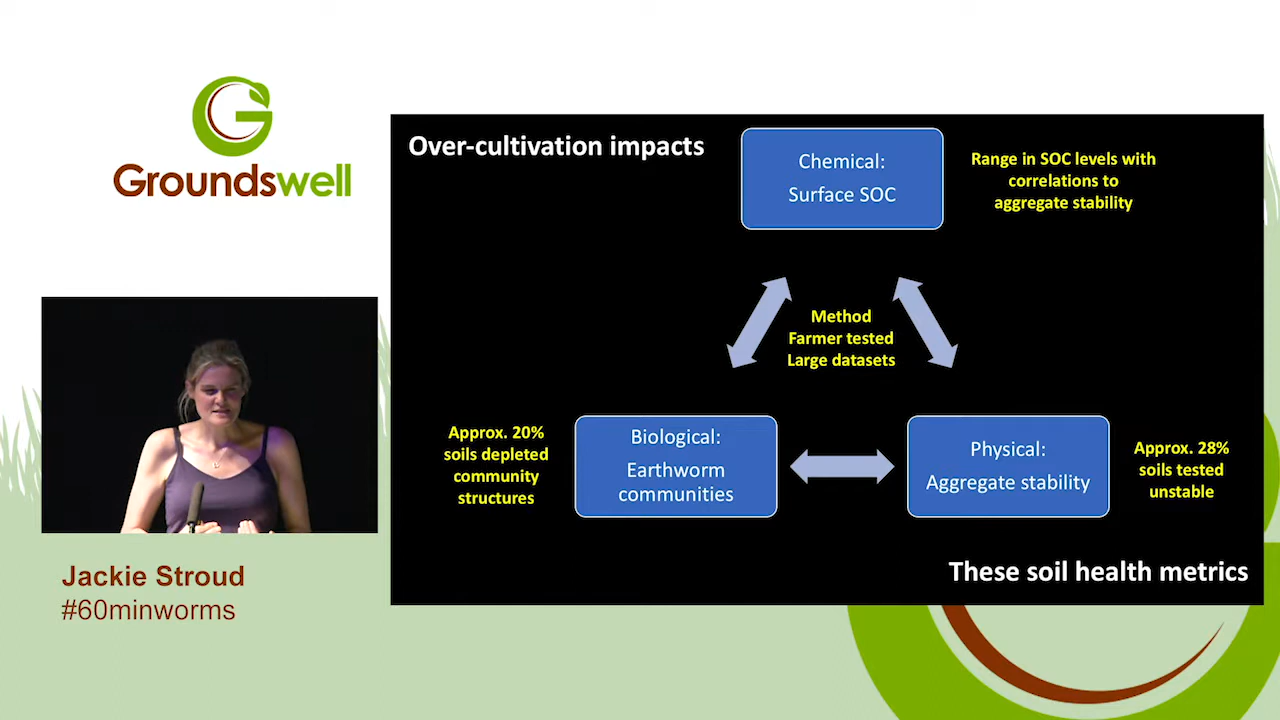 Groundswell
Over-cultivation impacts
Chemical:
Surface SOC
Range in SOC levels with
correlations to
aggregate stability
Method
Farmer tested
Large datasets
Approx. 20%
soils depleted
community
structures
Biological:
Earthworm
communities
Physical:
Aggregate stability
Approx. 28%
soils tested
unstable
These soil health metrics
Jackie Stroud
#60minworms